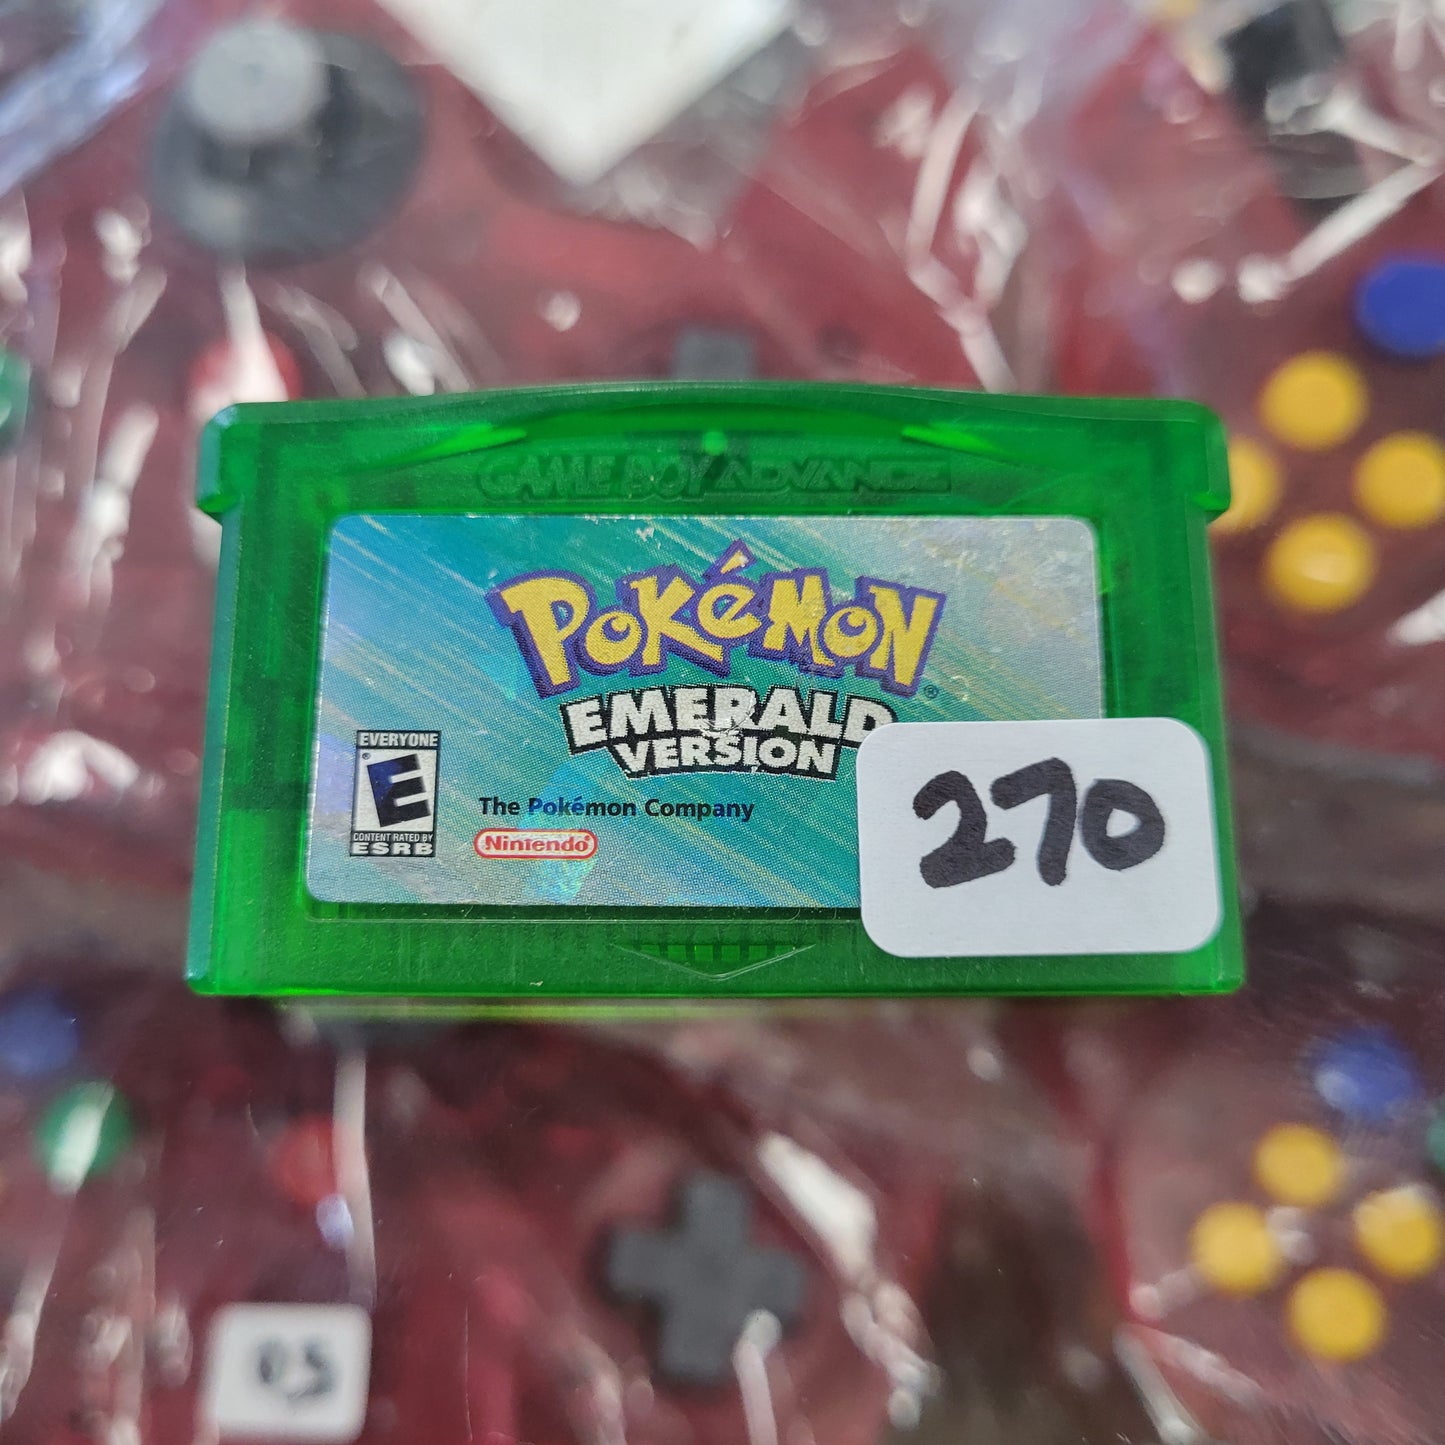 GAME BOY ADVANCE
POKéMON®
EMERALD
VERSION
EVERYONE
E
CONTENT RATED BY
ESRB
The Pokémon Company
Nintendo®
270